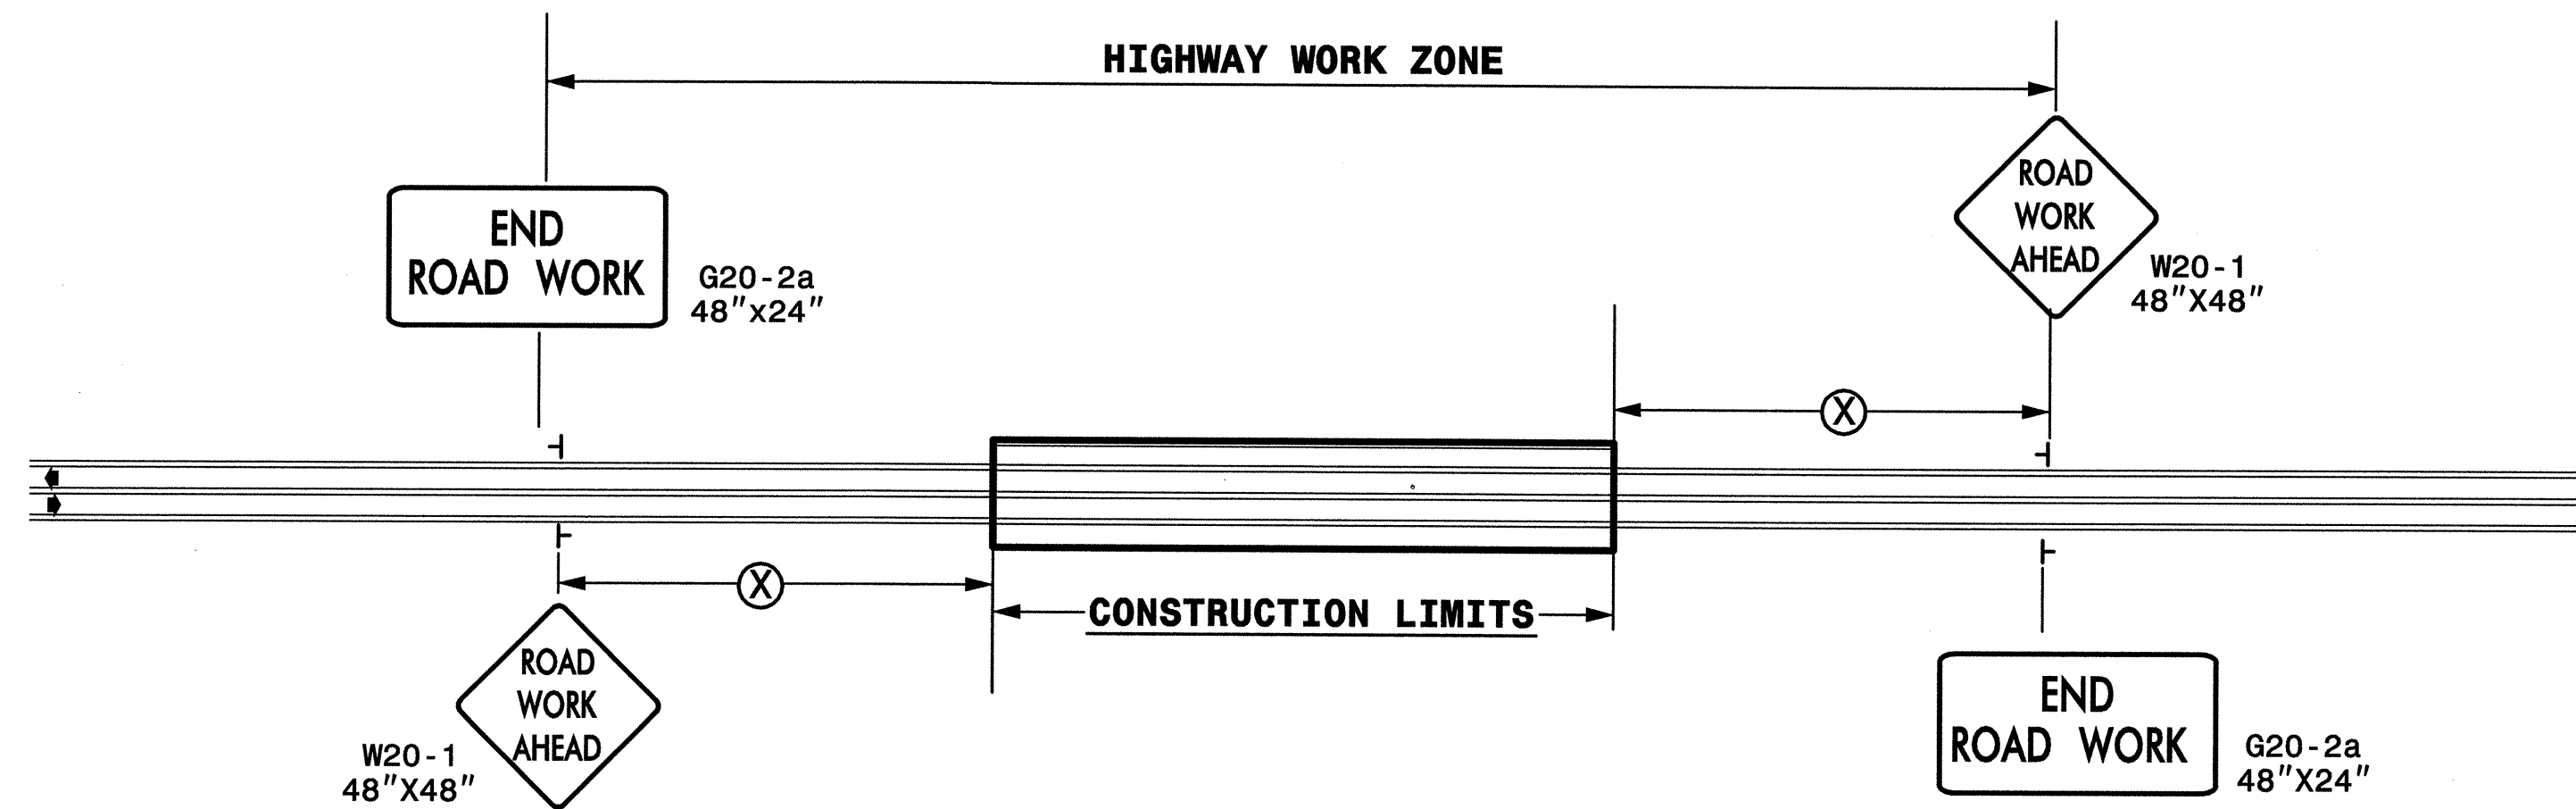 HIGHWAY WORK ZONE
END
ROAD WORK
G20-2a
48"x24"
ROAD
WORK
AHEAD
W20-1
48"X48"
X
X
CONSTRUCTION LIMITS
ROAD
WORK
AHEAD
W20-1
48"X48"
END
ROAD WORK
G20-2a
48"X24"